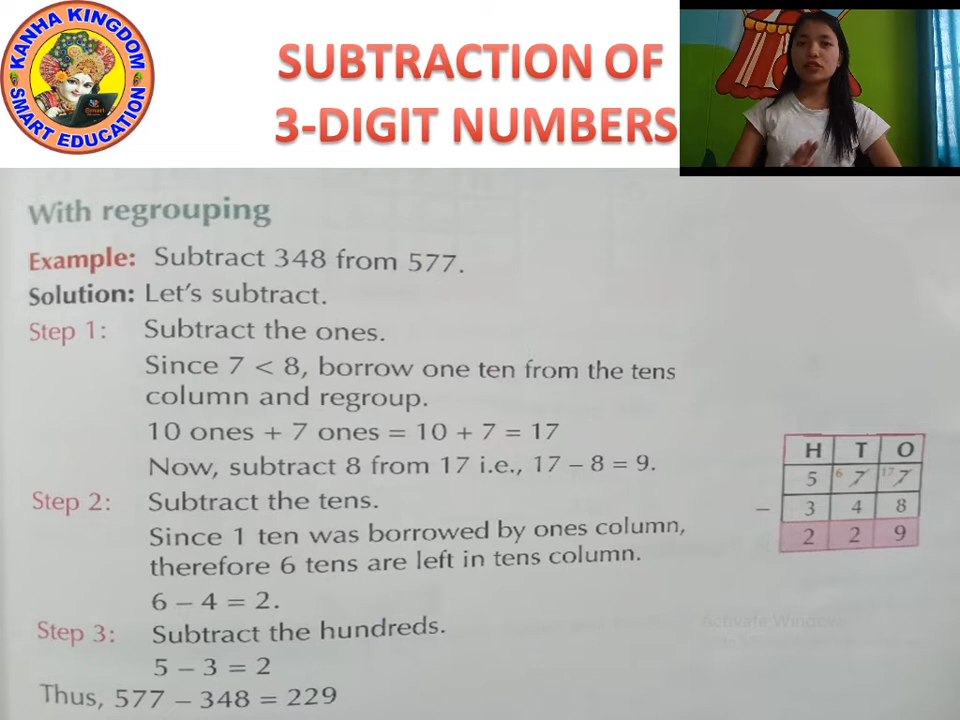 KANHA KINGDOM
SMART EDUCATION
SUBTRACTION OF
3-DIGIT NUMBERS
With regrouping
Example: Subtract 348 from 577.
Solution: Let's subtract.
Step 1: Subtract the ones.
Since 7 < 8, borrow one ten from the tens
column and regroup.
10 ones + 7 ones = 10 + 7 = 17
Now, subtract 8 from 17 i.e., 17 – 8 = 9.
Step 2: Subtract the tens.
Since 1 ten was borrowed by ones column,
therefore 6 tens are left in tens column.
6 – 4 = 2.
Step 3: Subtract the hundreds.
5 – 3 = 2
Thus, 577 – 348 = 229
H T O
5 6 7 17 7
– 3 4 8
2 2 9
Activate Window